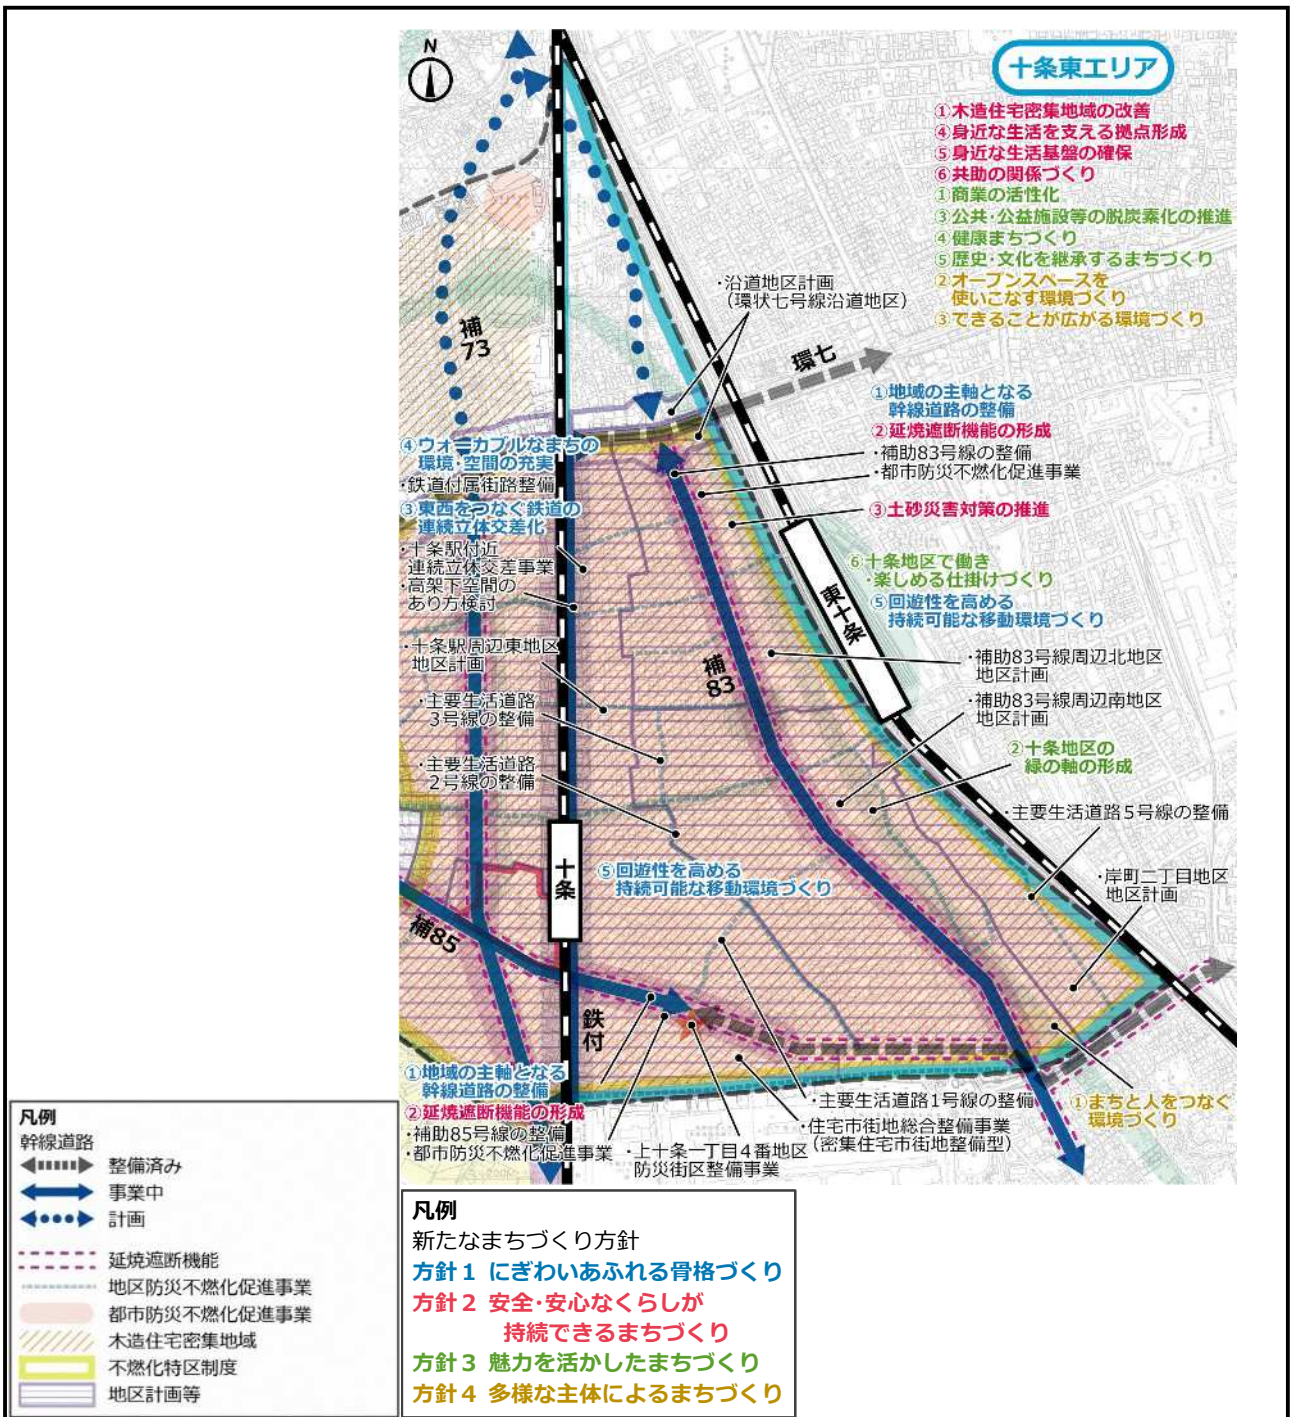 N
十条東エリア
①木造住宅密集地域の改善
④身近な生活を支える拠点形成
⑤身近な生活基盤の確保
⑥共助の関係づくり
①商業の活性化
③公共・公益施設等の脱炭素化の推進
④健康まちづくり
⑤歴史・文化を継承するまちづくり
②オープンスペースを
使いこなす環境づくり
③できることが広がる環境づくり
・沿道地区計画
(環状七号線沿道地区)
補73
環七
①地域の主軸となる
幹線道路の整備
②延焼遮断機能の形成
・補助83号線の整備
・都市防災不燃化促進事業
③土砂災害対策の推進
④ウォーカブルなまちの
環境・空間の充実
・鉄道付属街路整備
③東西をつなぐ鉄道の
連続立体交差化
・十条駅付近
連続立体交差事業
・高架下空間の
あり方検討
⑥十条地区で働き
・楽しめる仕掛けづくり
⑤回遊性を高める
持続可能な移動環境づくり
東十条
・十条駅周辺東地区
地区計画
補83
・補助83号線周辺北地区
地区計画
・補助83号線周辺南地区
地区計画
・主要生活道路
3号線の整備
②十条地区の
緑の軸の形成
・主要生活道路
2号線の整備
・主要生活道路5号線の整備
十条
⑤回遊性を高める
持続可能な移動環境づくり
・岸町二丁目地区
地区計画
補85
鉄付
①地域の主軸となる
幹線道路の整備
②延焼遮断機能の形成
・補助85号線の整備
・都市防災不燃化促進事業
・上十条一丁目4番地区
防災街区整備事業
・主要生活道路1号線の整備
・住宅市街地総合整備事業
(密集住宅市街地整備型)
①まちと人をつなぐ
環境づくり
凡例
幹線道路
整備済み
事業中
計画
延焼遮断機能
地区防災不燃化促進事業
都市防災不燃化促進事業
木造住宅密集地域
不燃化特区制度
地区計画等
凡例
新たなまちづくり方針
方針1 にぎわいあふれる骨格づくり
方針2 安全・安心なくらしが
持続できるまちづくり
方針3 魅力を活かしたまちづくり
方針4 多様な主体によるまちづくり